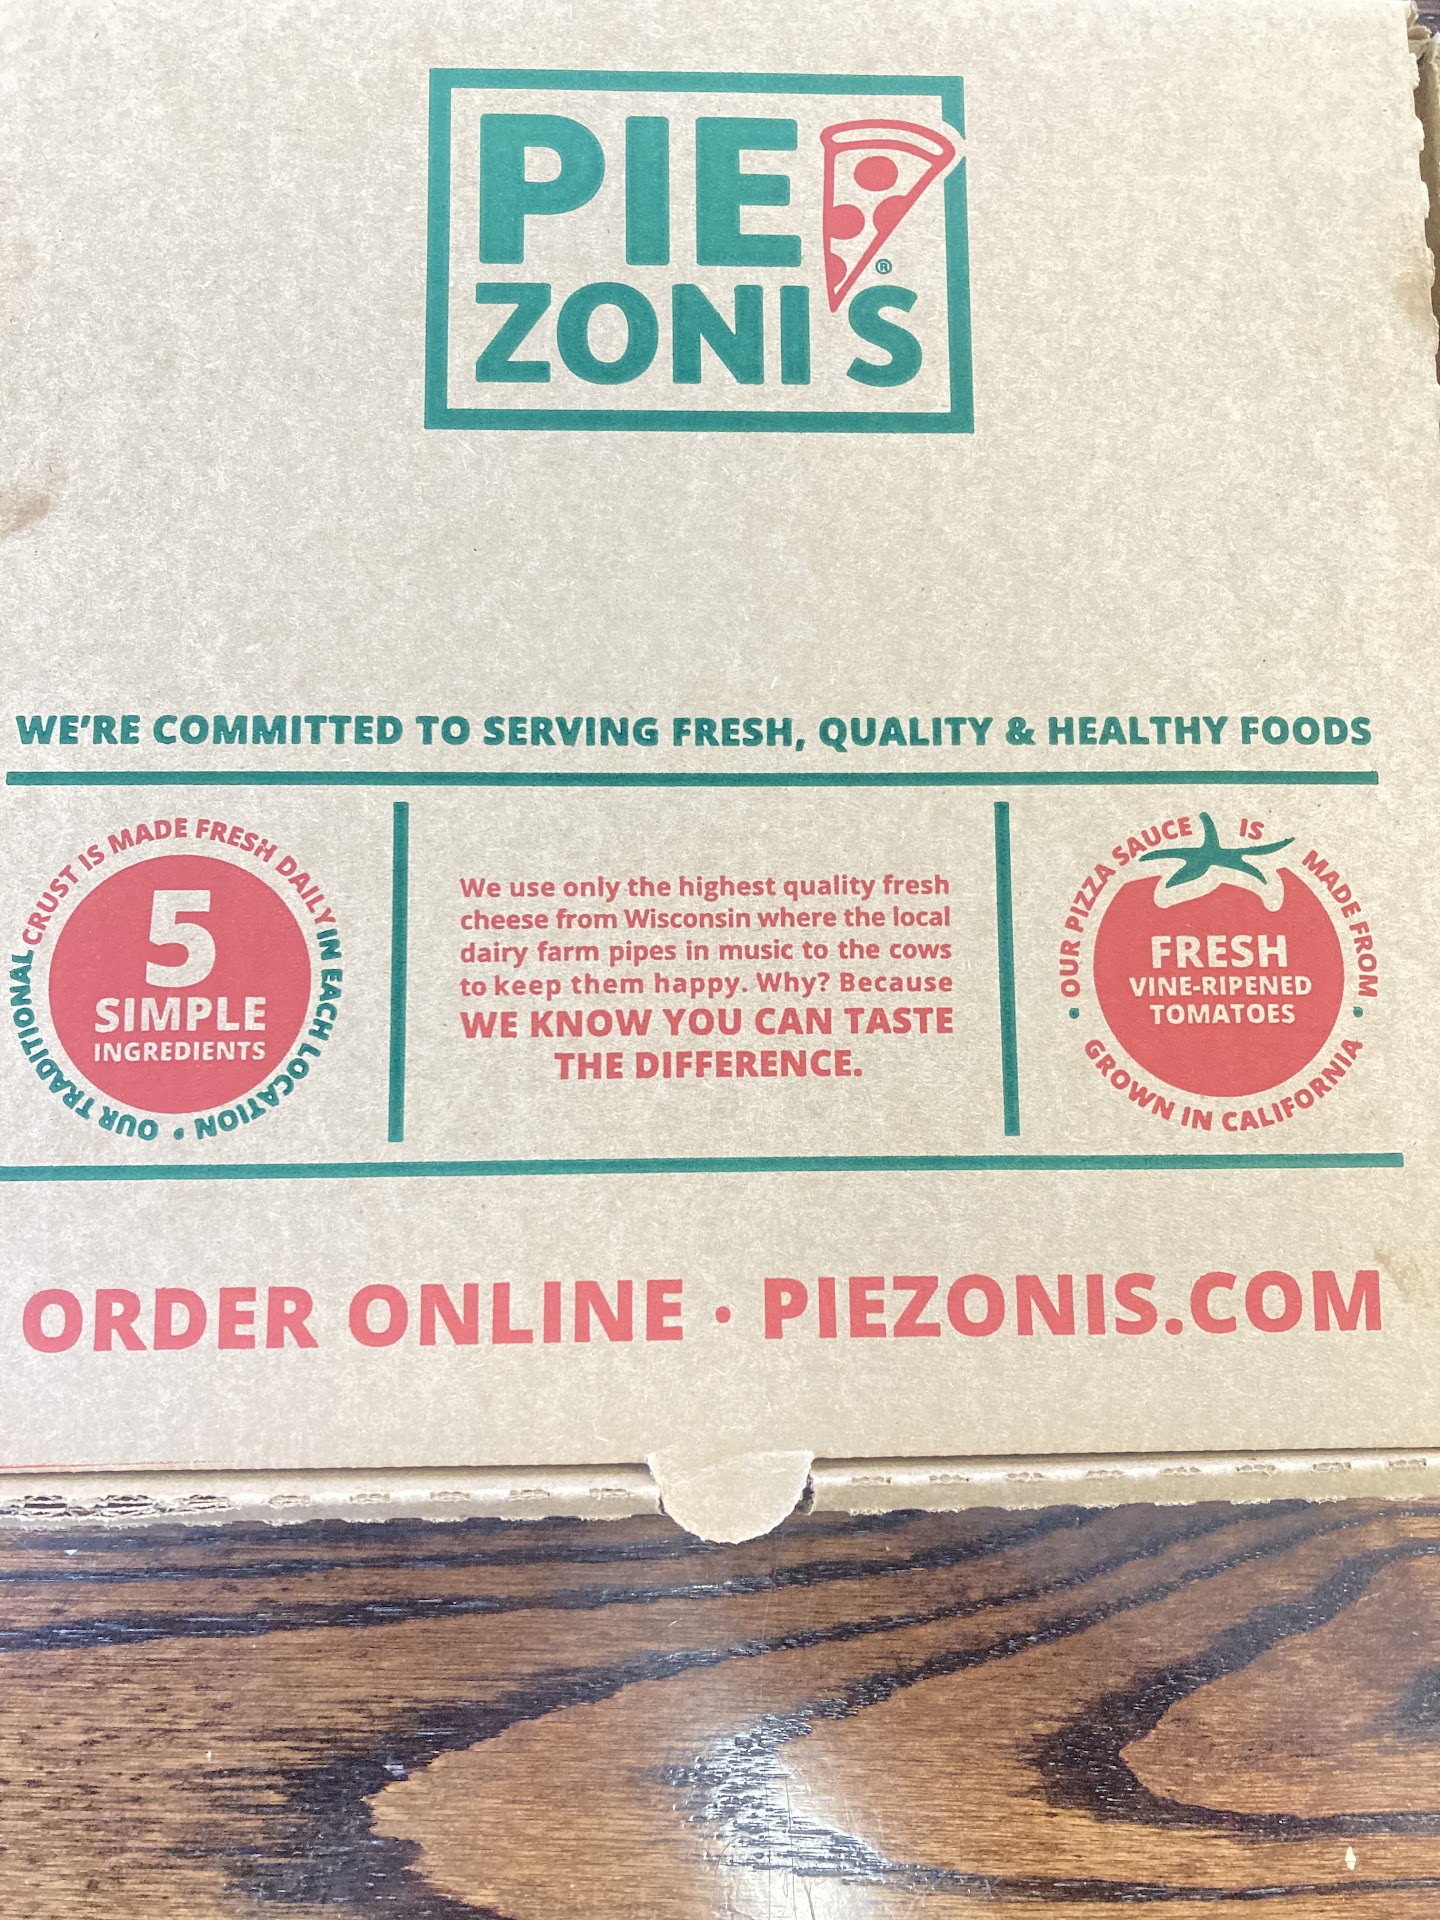 PIE
ZONI'S
®
WE'RE COMMITTED TO SERVING FRESH, QUALITY & HEALTHY FOODS
OUR TRADITIONAL CRUST IS MADE FRESH DAILY IN EACH LOCATION •
5
SIMPLE
INGREDIENTS
We use only the highest quality fresh
cheese from Wisconsin where the local
dairy farm pipes in music to the cows
to keep them happy. Why? Because
WE KNOW YOU CAN TASTE
THE DIFFERENCE.
• OUR PIZZA SAUCE IS MADE FROM •
FRESH
VINE-RIPENED
TOMATOES
GROWN IN CALIFORNIA
ORDER ONLINE • PIEZONIS.COM